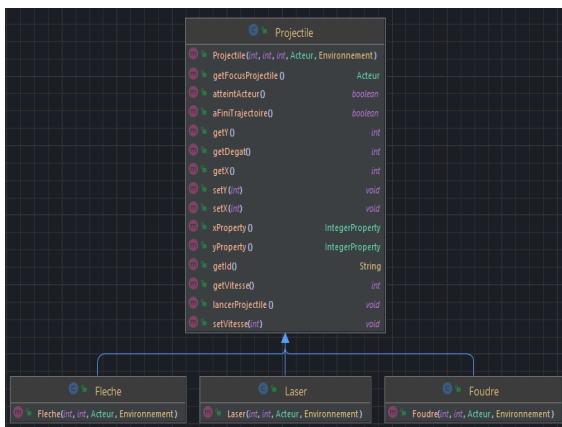 Projectile
Projectile(int, int, int, Acteur, Environnement)
getFocusProjectile() Acteur
atteintActeur() boolean
aFiniTrajectoire() boolean
getY() int
getDegat() int
getX() int
setY(int) void
setX(int) void
xProperty() IntegerProperty
yProperty() IntegerProperty
getId() String
getVitesse() int
lancerProjectile() void
setVitesse(int) void
Fleche
Fleche(int, int, Acteur, Environnement)
Laser
Laser(int, int, Acteur, Environnement)
Foudre
Foudre(int, int, Acteur, Environnement)